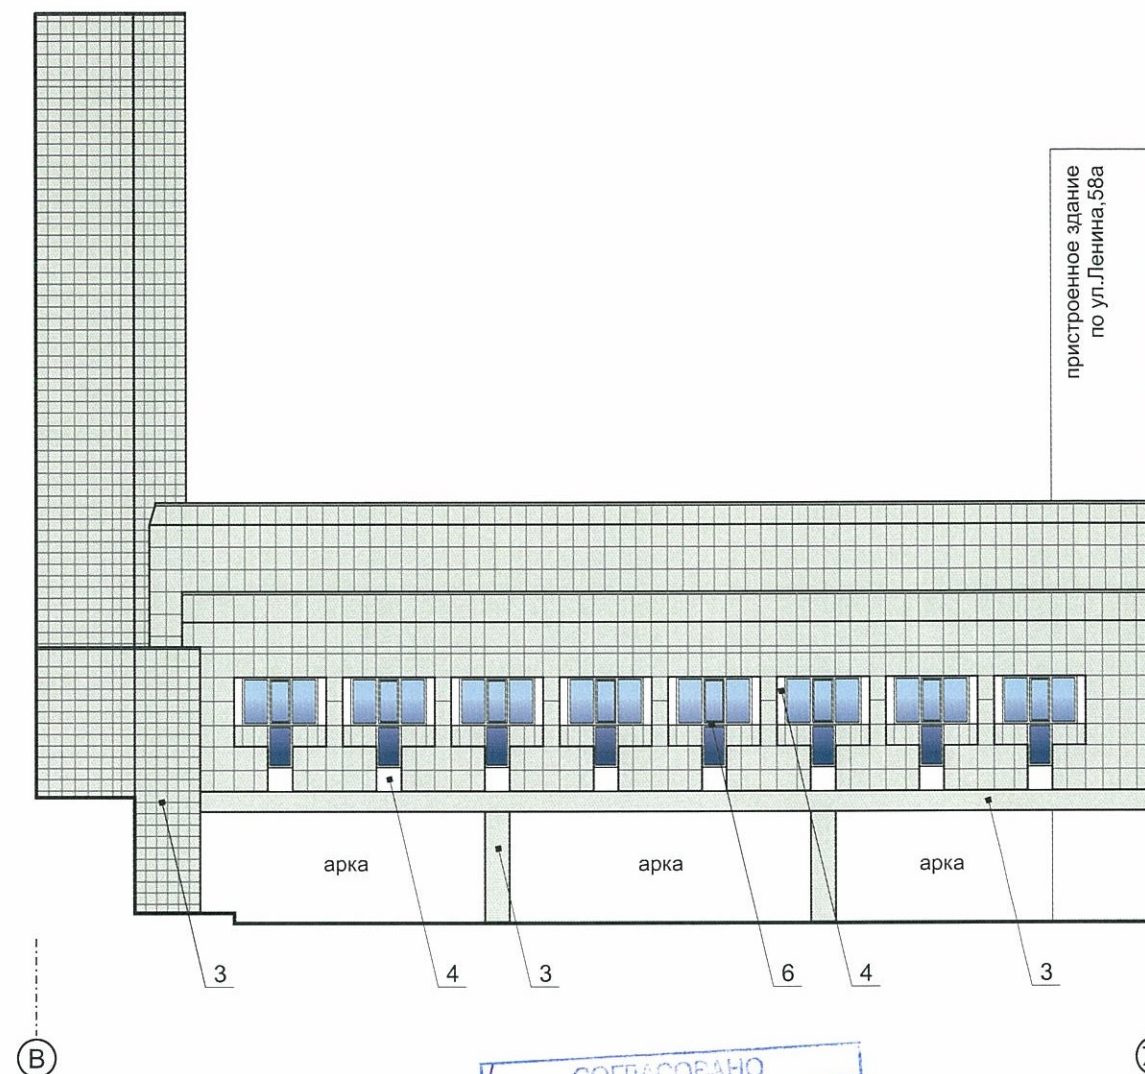 пристроенное здание
по ул.Ленина,58а
арка арка арка
3 4 3 6 4 3
В
СОГЛАСОВАНО